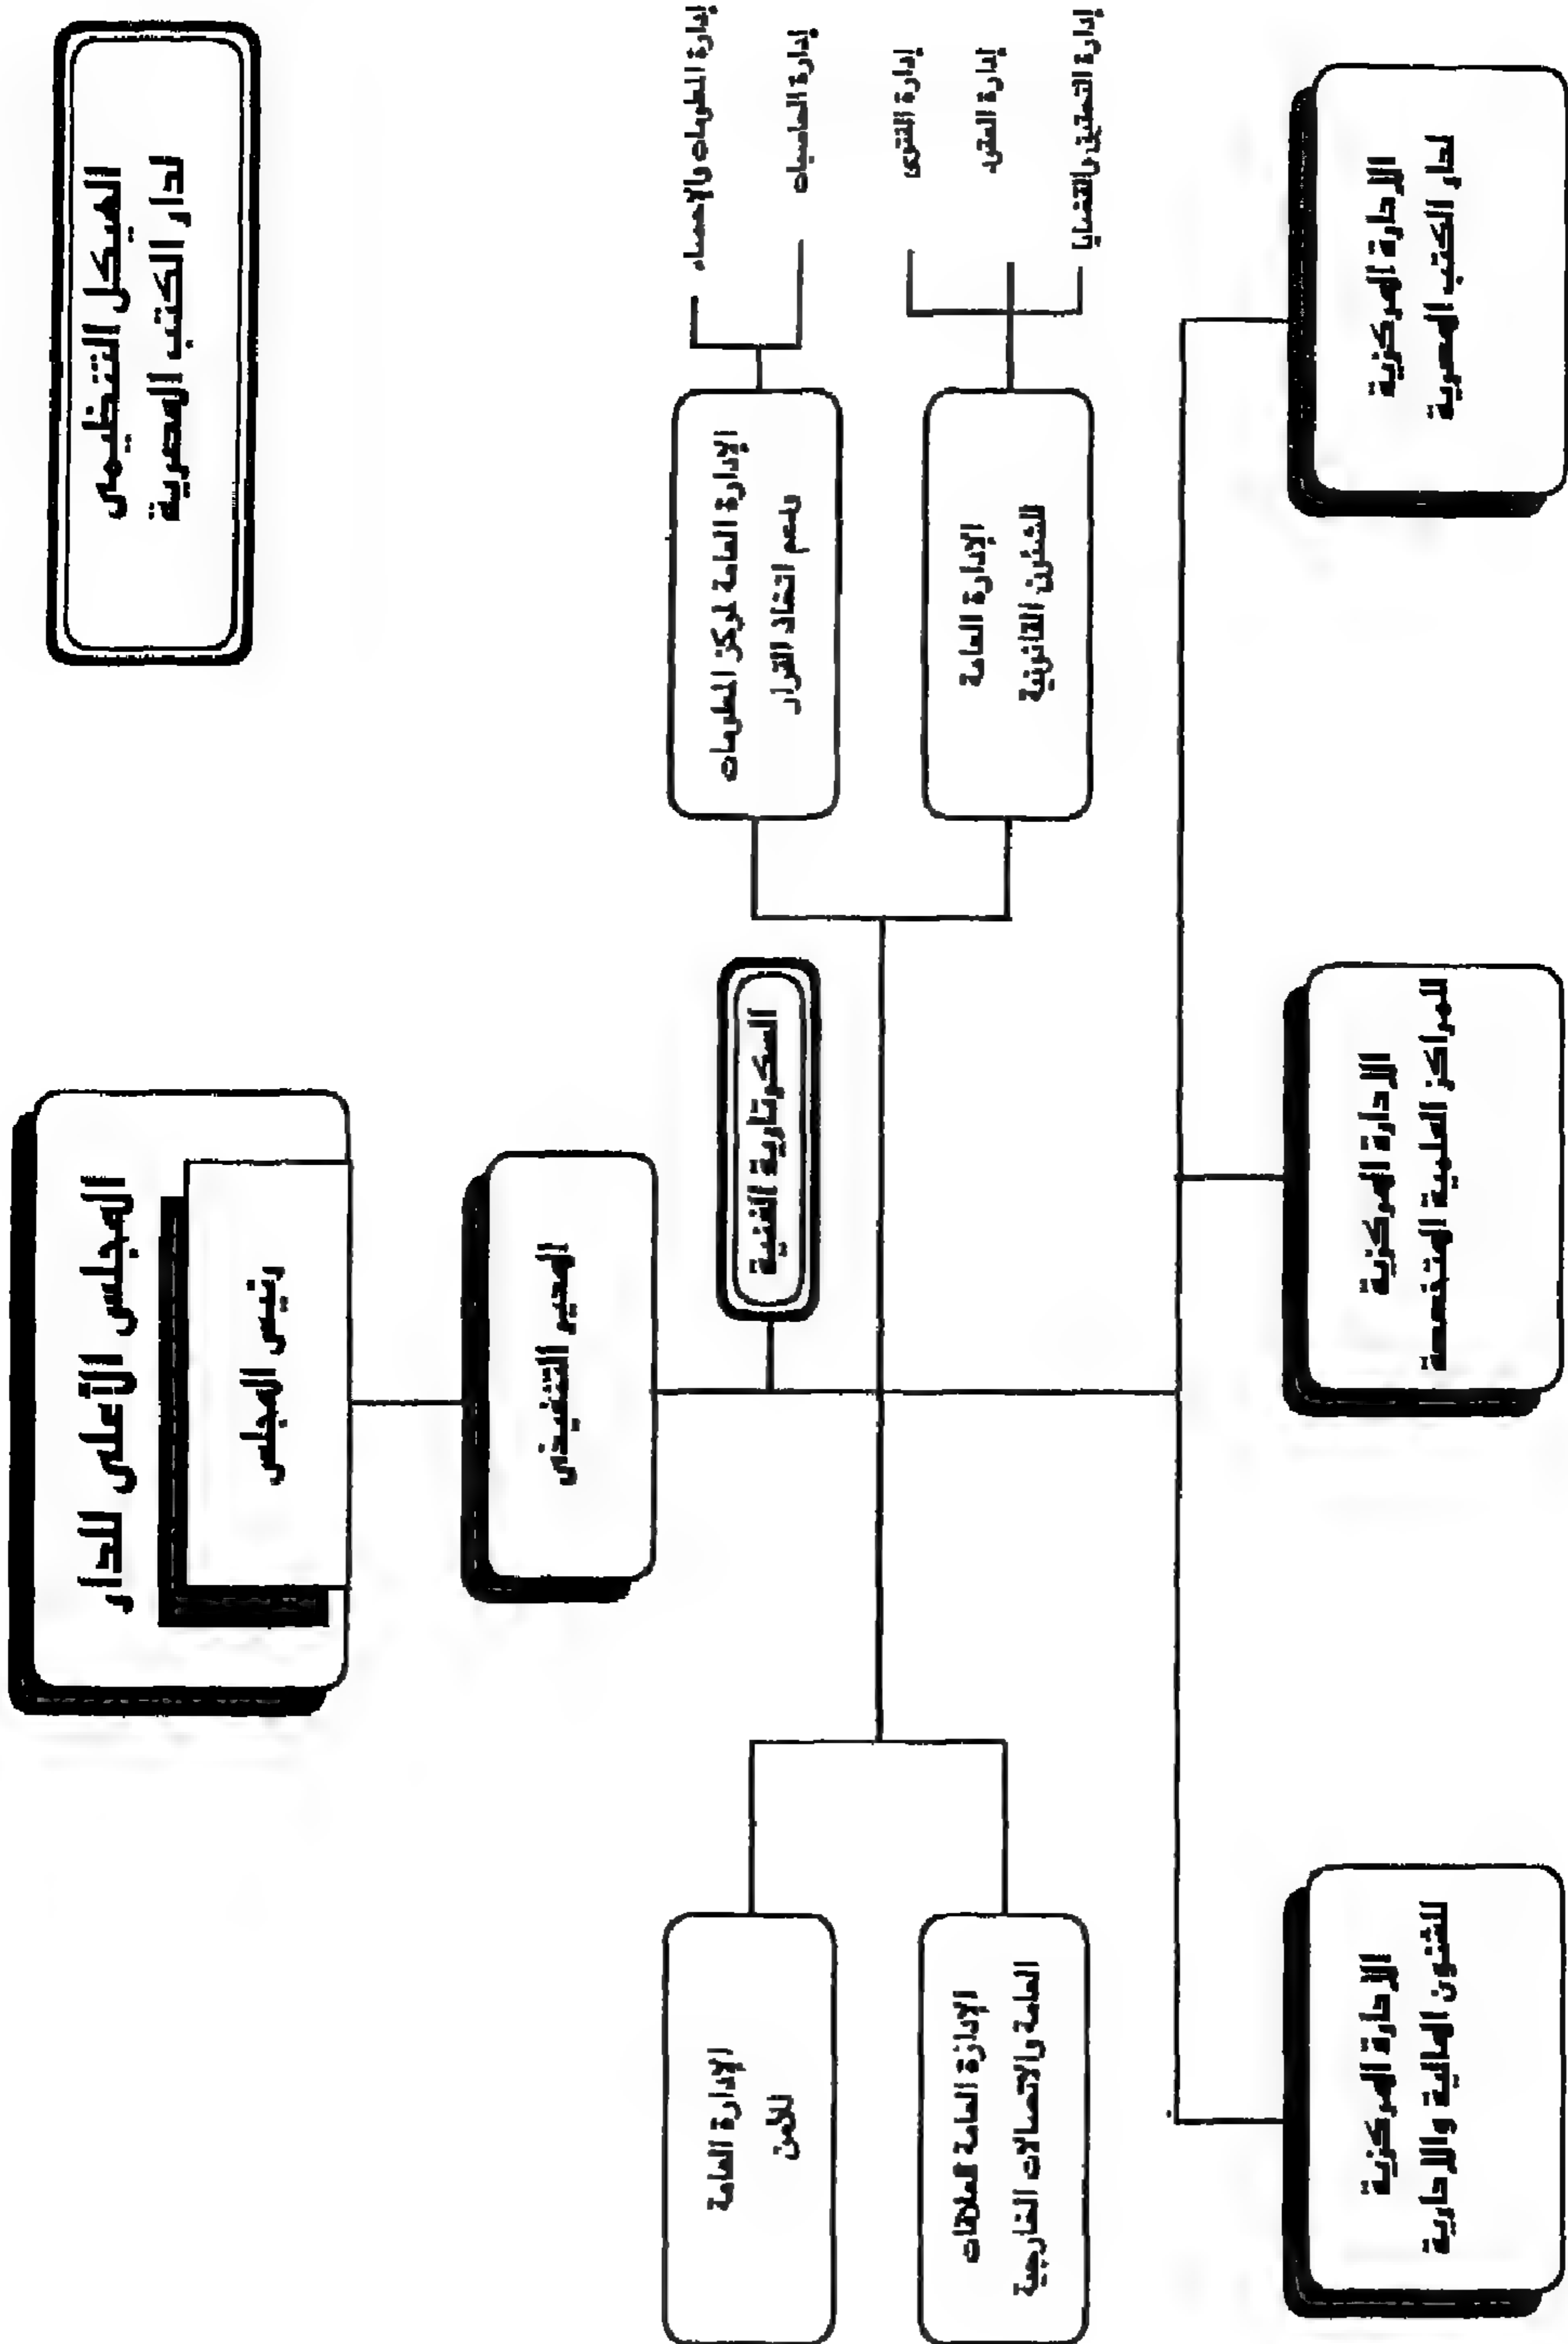 الهيكل التنظيمى
لدار الكتب المصرية
المجلس الأعلى للدار
رئيس المجلس
المدير التنفيذى
السكرتارية الفنية
الإدارة العامة لمركز المعلومات
ودعم اتخاذ القرار
إدارة المعلومات والإحصاء
إدارة الحاسبات
الإدارة العامة
للشئون القانونية
إدارة الفتوى
إدارة العقود
إدارة التحقيق والقضايا
الإدارة العامة
للأمن
الإدارة العامة للعلاقات
العامة والاتصالات الخارجية
الإدارة المركزية
لدار الكتب المصرية
الإدارة المركزية
للمراكز العلمية المتخصصة
الإدارة المركزية
للشئون المالية والإدارية